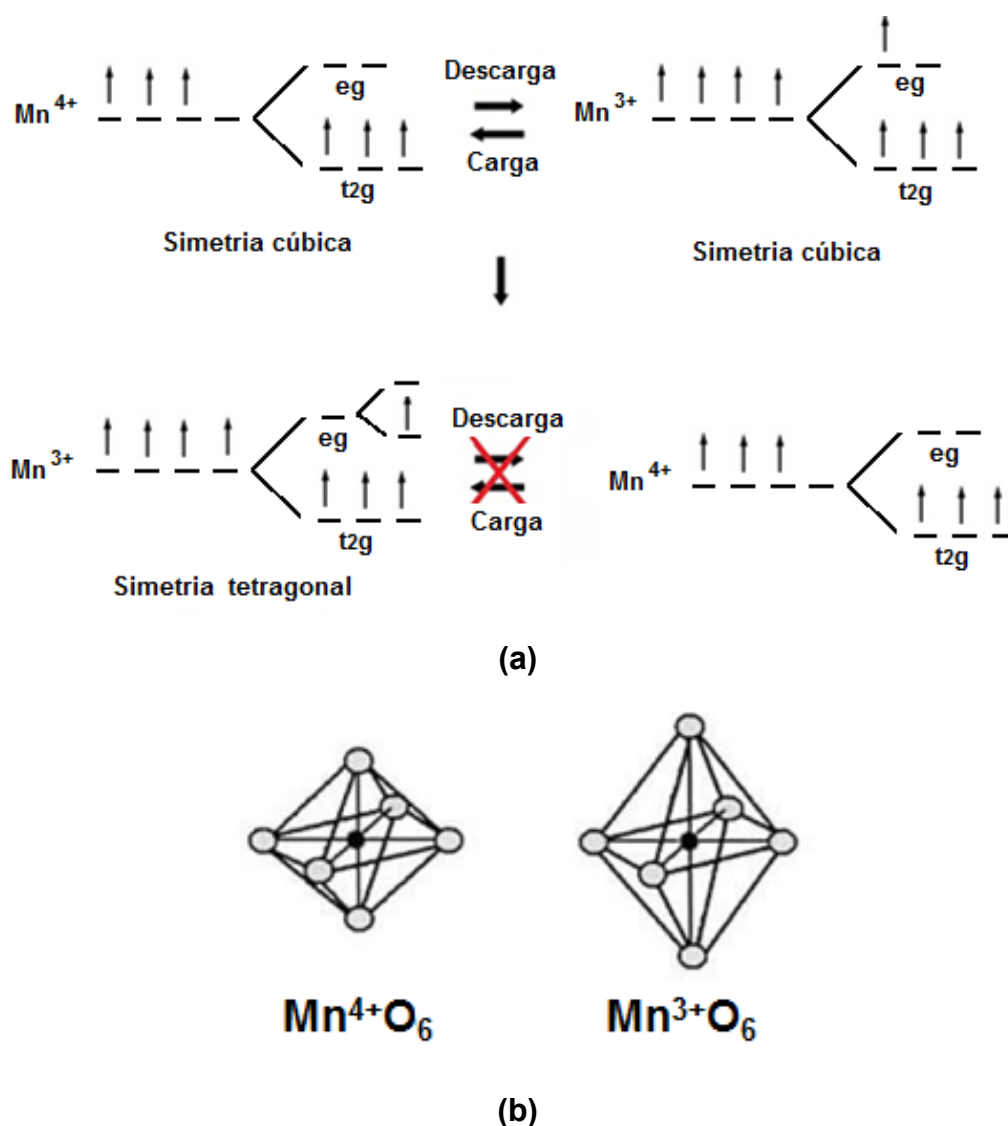 Mn⁴⁺ eg t2g Descarga Carga Mn³⁺ eg t2g
Simetria cúbica Simetria cúbica
Mn³⁺ eg t2g Descarga Carga Mn⁴⁺ eg t2g
Simetria tetragonal
(a)
Mn⁴⁺O₆ Mn³⁺O₆
(b)